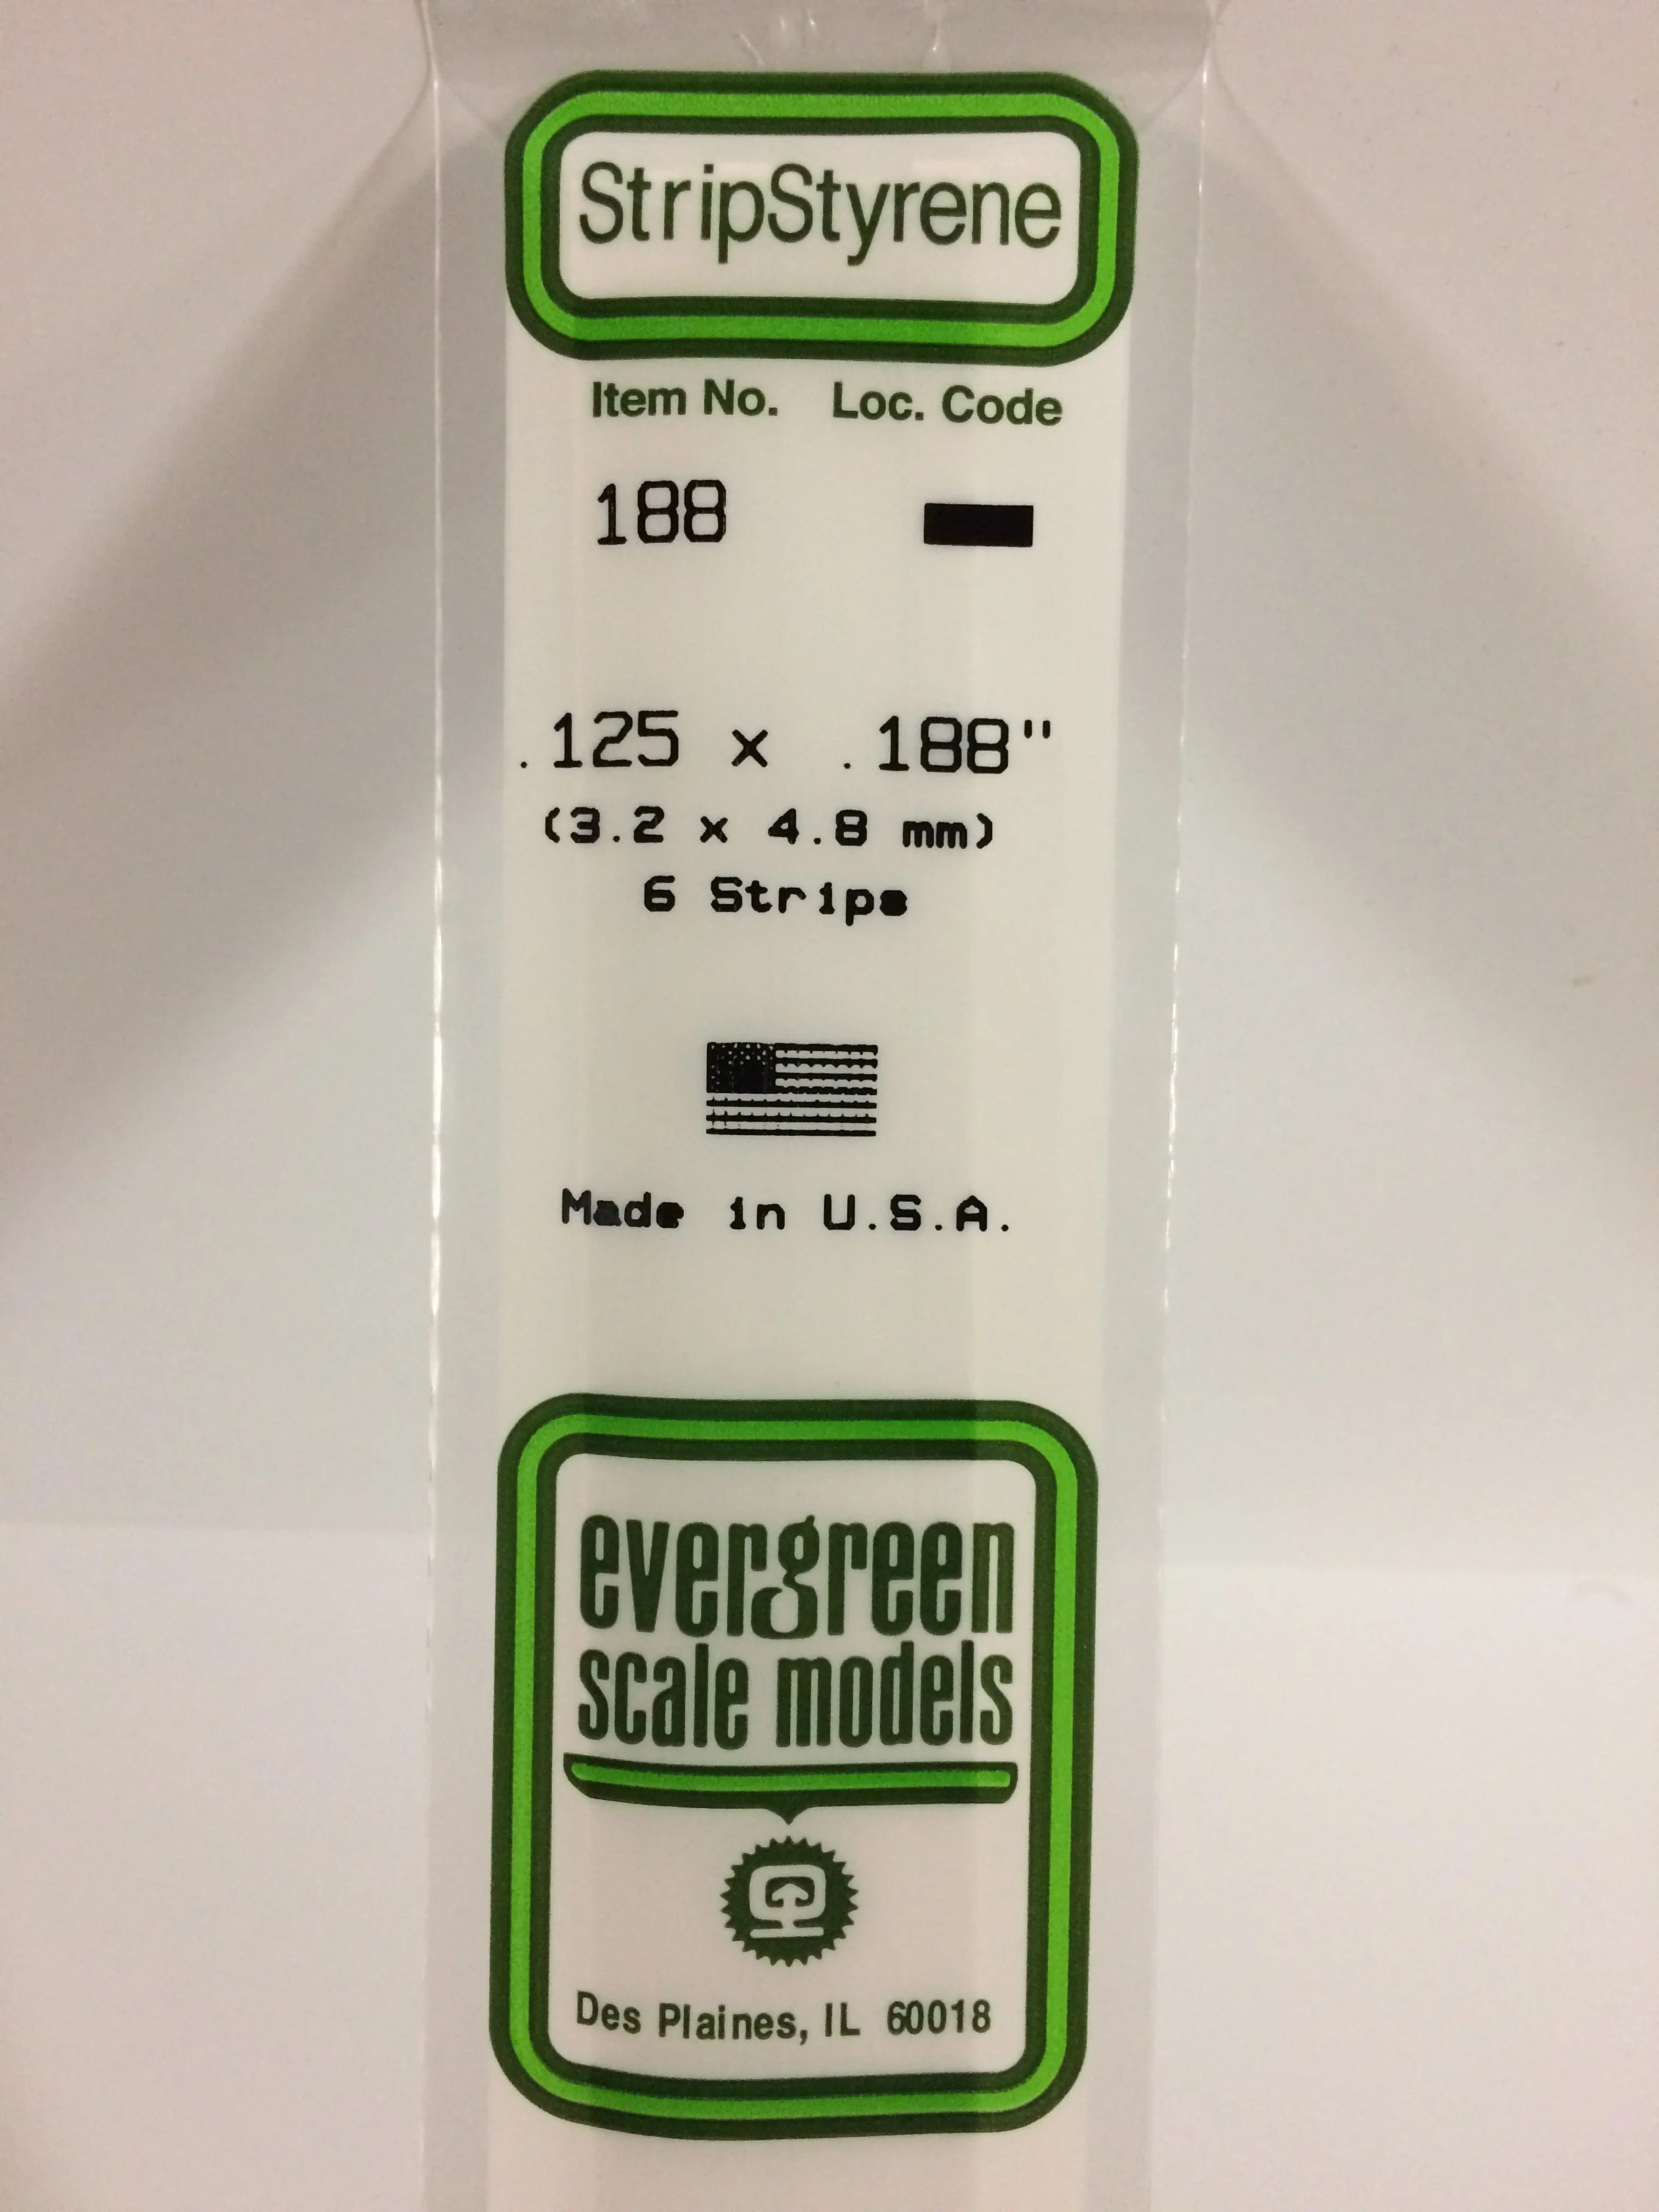 StripStyrene
Item No. Loc. Code
188
.125 x .188"
(3.2 x 4.8 mm)
6 Strips
Made in U.S.A.
evergreen
scale models
Des Plaines, IL 60018